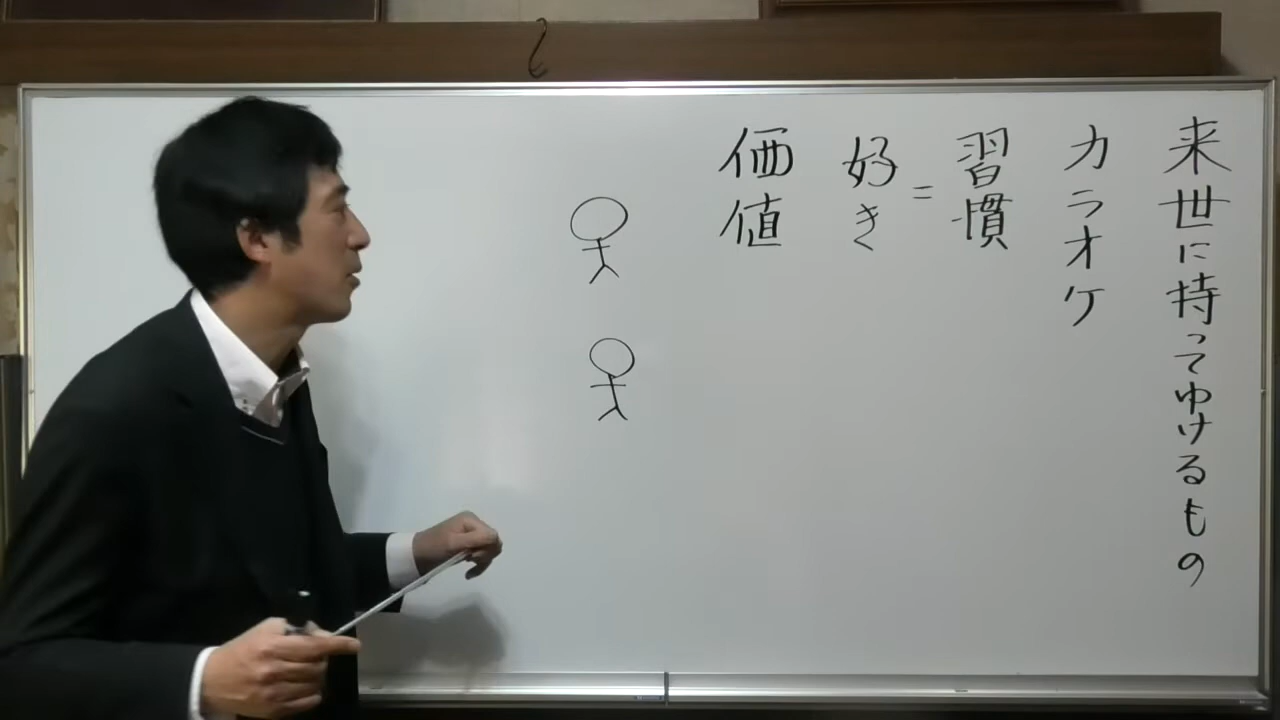 来世に持ってゆけるもの
カラオケ
習慣
=
好き
価値